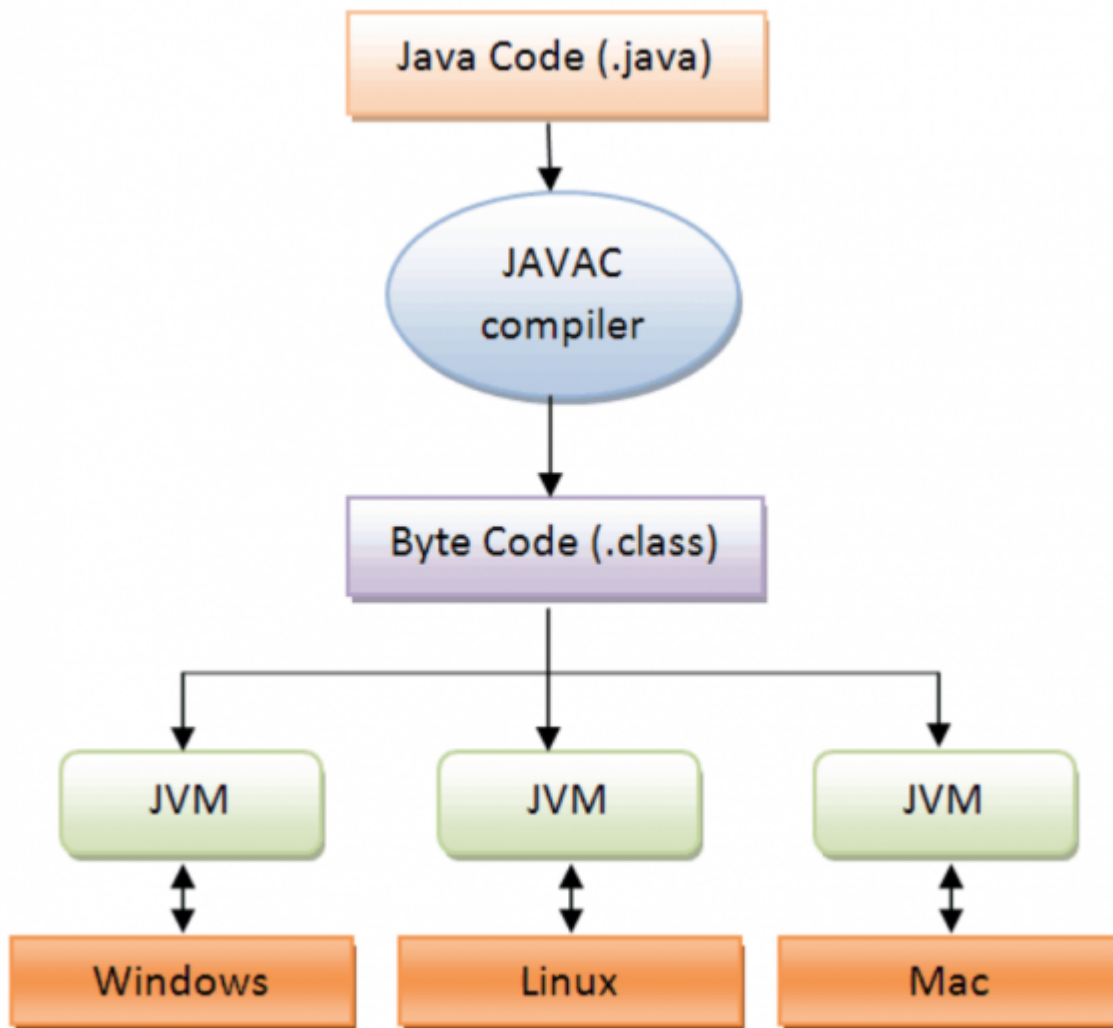 Java Code (.java)
JAVAC
compiler
Byte Code (.class)
JVM
JVM
JVM
Windows
Linux
Mac